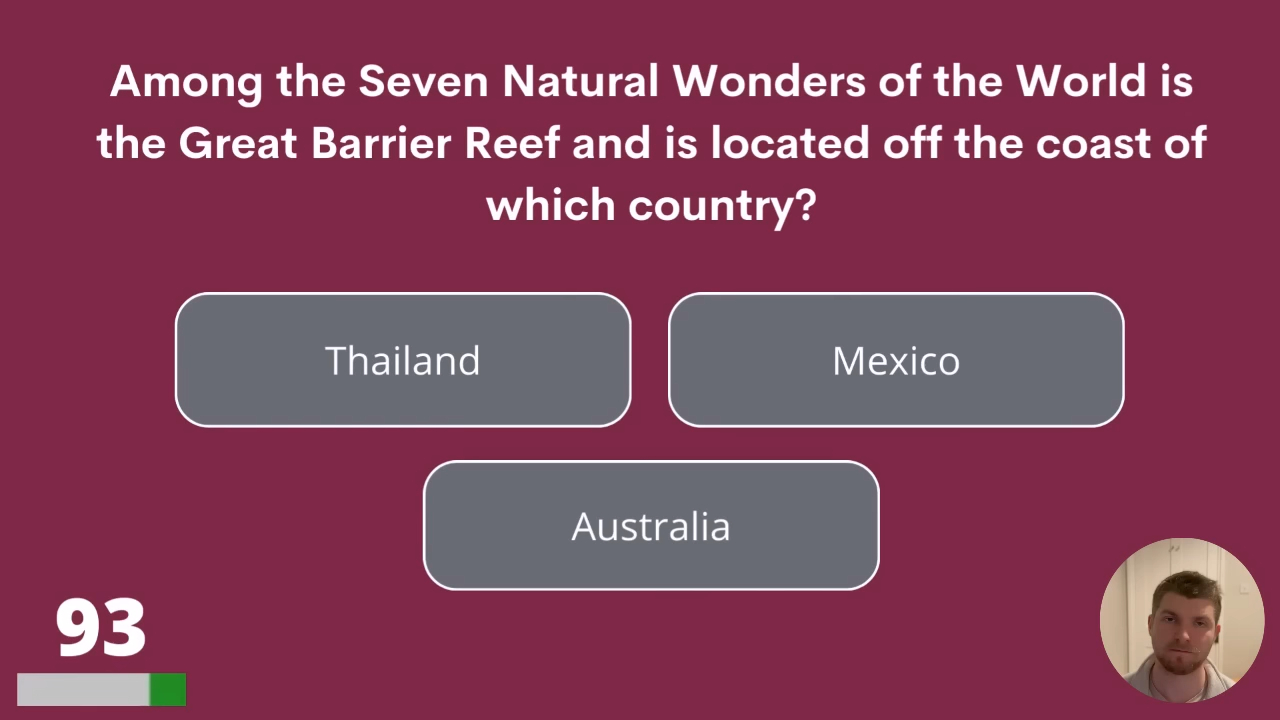 Among the Seven Natural Wonders of the World is
the Great Barrier Reef and is located off the coast of
which country?
Thailand
Mexico
Australia
93